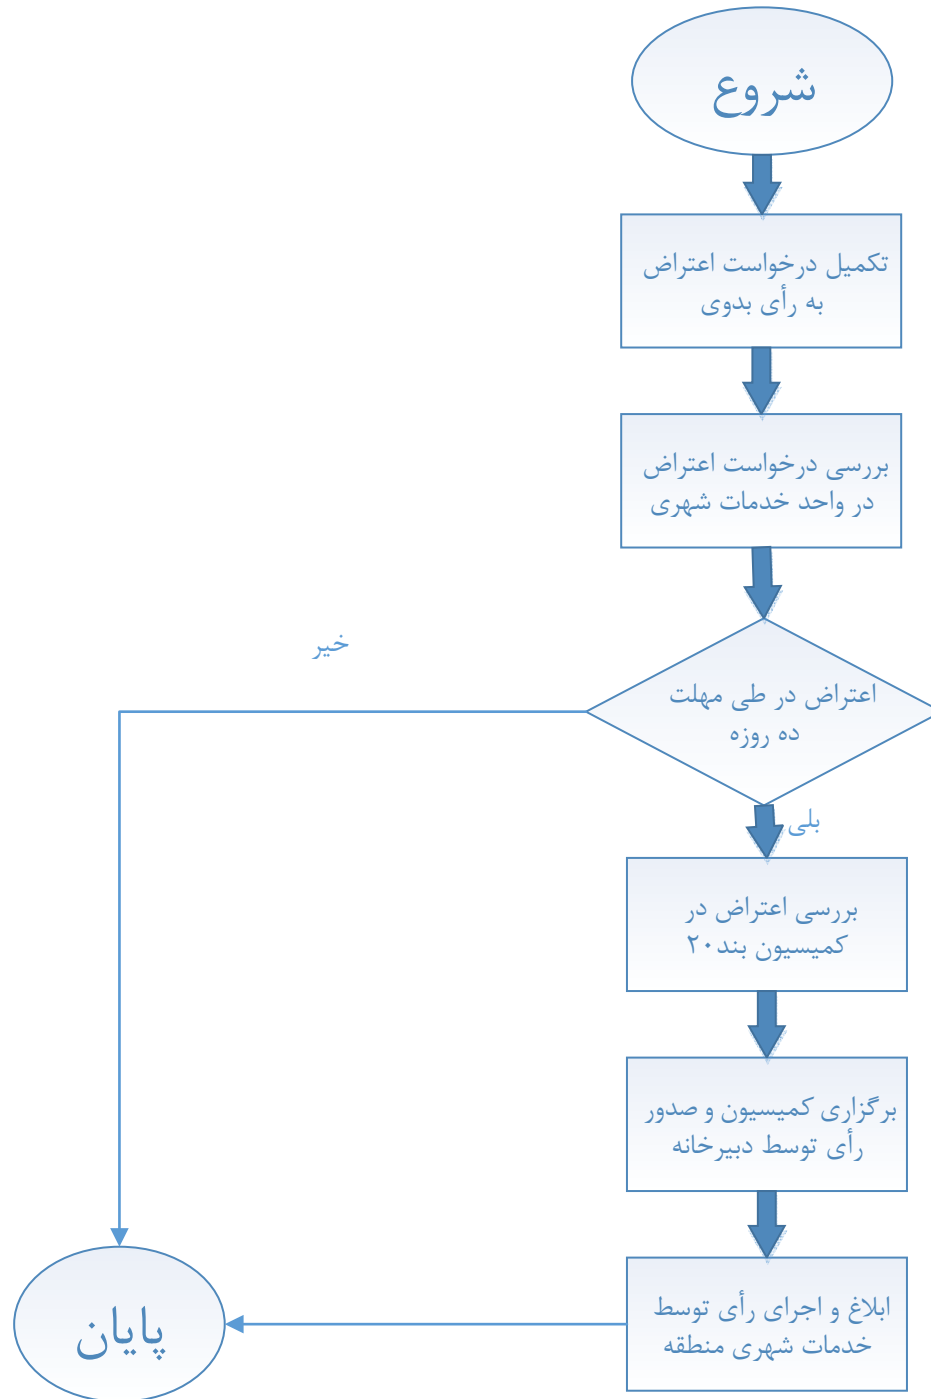 شروع
تکمیل درخواست اعتراض
به رأی بدوی
بررسی درخواست اعتراض
در واحد خدمات شهری
اعتراض در طی مهلت
ده روزه
خیر
بلی
بررسی اعتراض در
کمیسیون بند۲۰
برگزاری کمیسیون و صدور
رأی توسط دبیرخانه
ابلاغ و اجرای رأی توسط
خدمات شهری منطقه
پایان